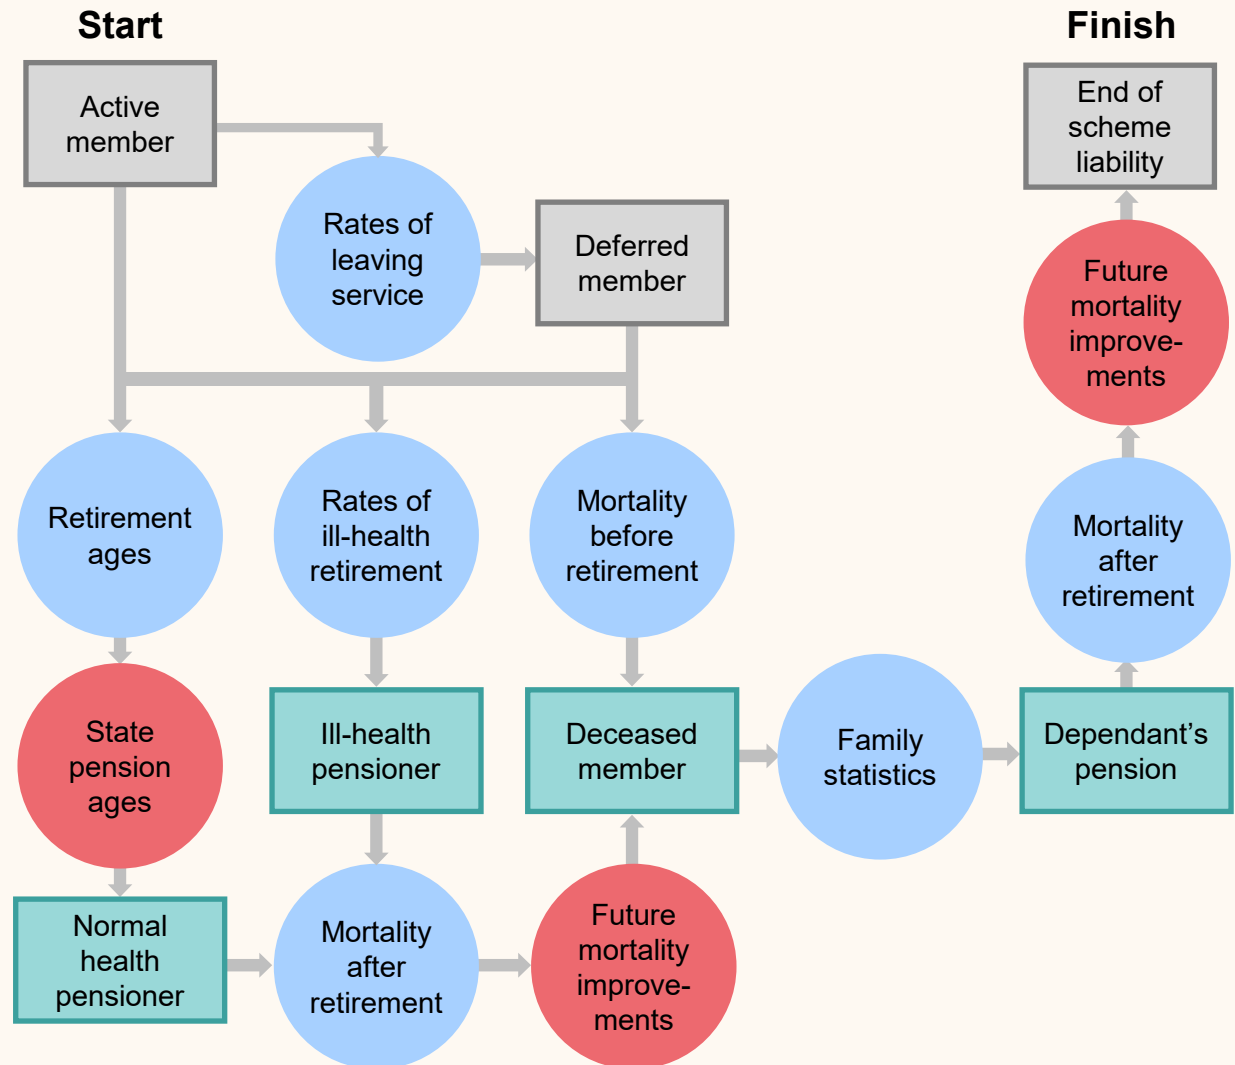 Start
Finish
Active
member
End of
scheme
liability
Rates of
leaving
service
Deferred
member
Future
mortality
improve-
ments
Retirement
ages
Rates of
ill-health
retirement
Mortality
before
retirement
Mortality
after
retirement
State
pension
ages
Ill-health
pensioner
Deceased
member
Family
statistics
Dependant’s
pension
Normal
health
pensioner
Mortality
after
retirement
Future
mortality
improve-
ments